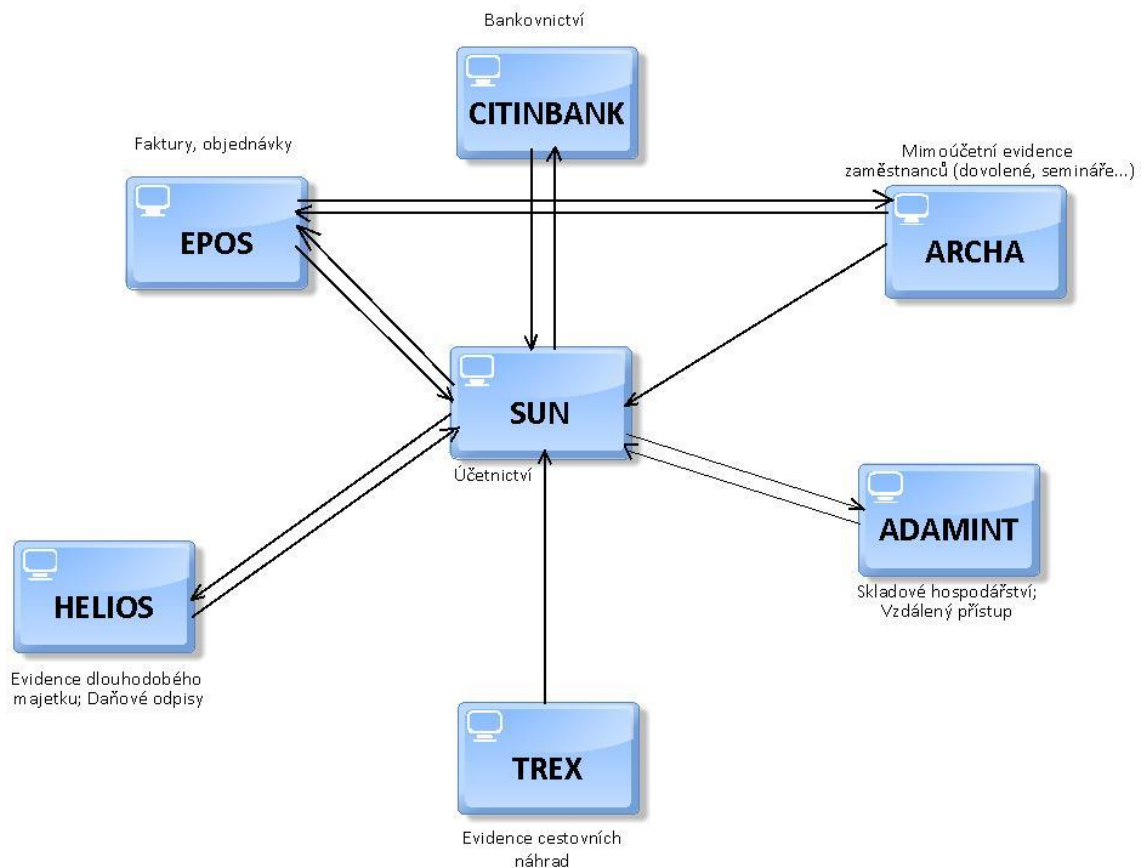 Bankovnictví
CITINBANK
Faktury, objednávky
EPOS
Mimoúčetní evidence
zaměstnanců (dovolené, semináře...)
ARCHA
SUN
Účetnictví
ADAMINT
Skladové hospodářství;
Vzdálený přístup
HELIOS
Evidence dlouhodobého
majetku; Daňové odpisy
TREX
Evidence cestovních
náhrad